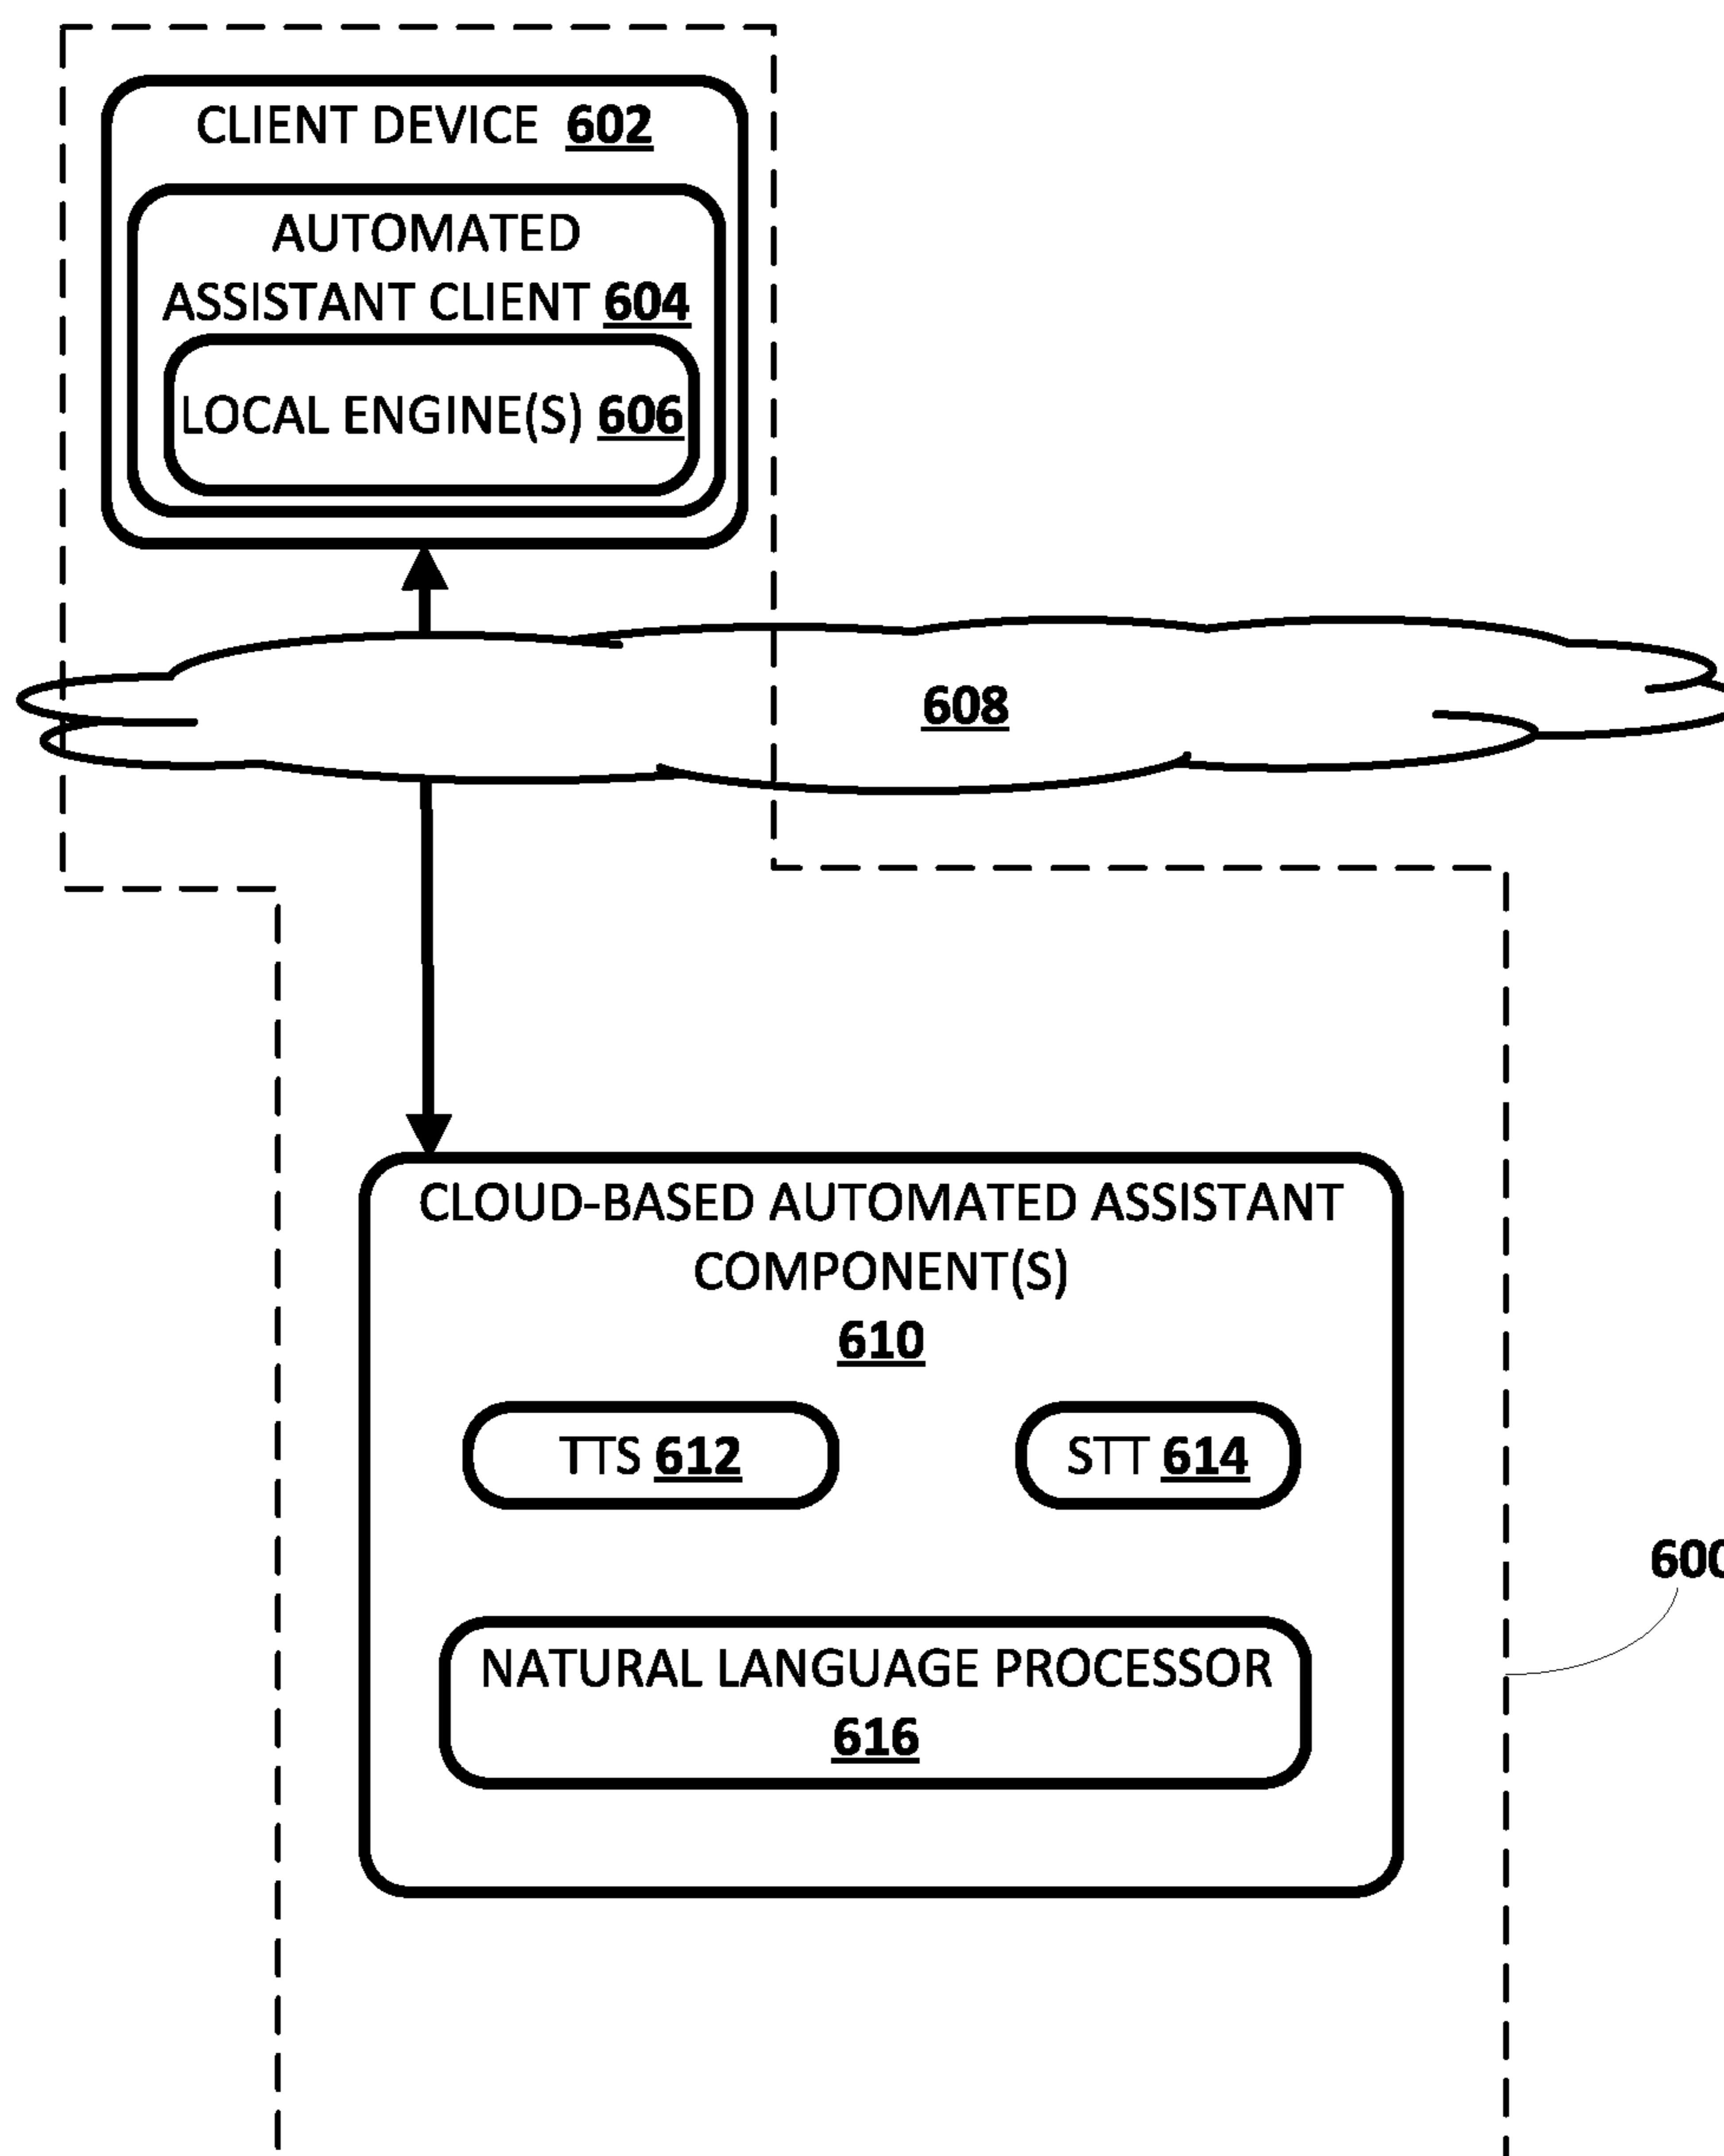 CLIENT DEVICE 602
AUTOMATED
ASSISTANT CLIENT 604
LOCAL ENGINE(S) 606
608
CLOUD-BASED AUTOMATED ASSISTANT
COMPONENT(S)
610
TTS 612
STT 614
600
NATURAL LANGUAGE PROCESSOR
616